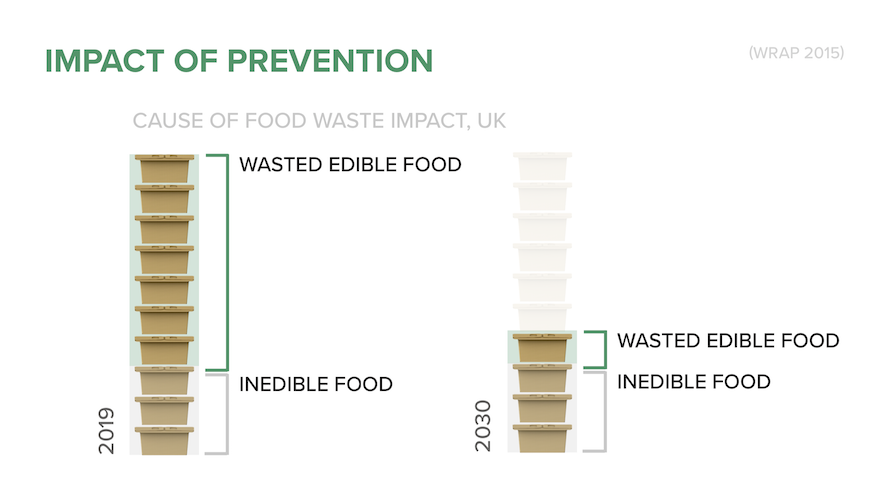 IMPACT OF PREVENTION
(WRAP 2015)
CAUSE OF FOOD WASTE IMPACT, UK
WASTED EDIBLE FOOD
INEDIBLE FOOD
2019
WASTED EDIBLE FOOD
INEDIBLE FOOD
2030